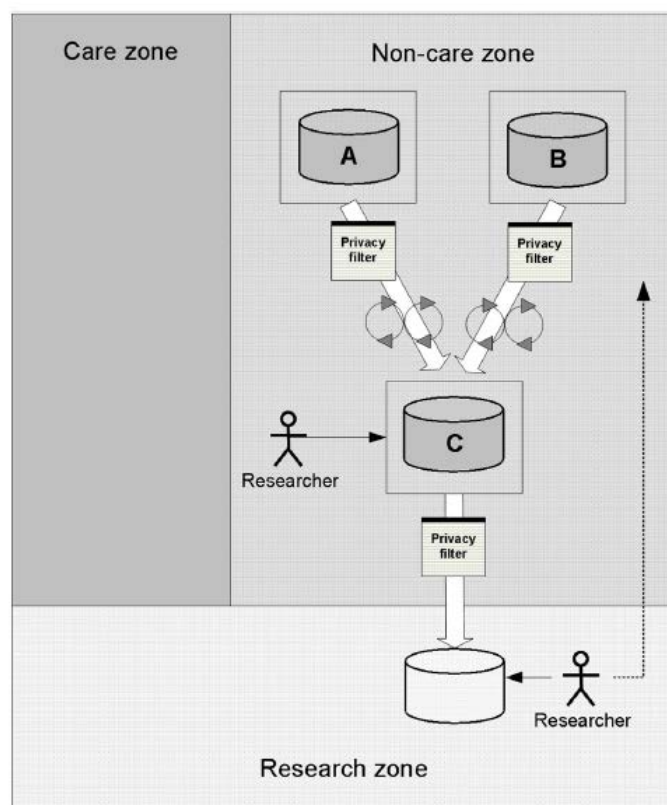 Care zone
Non-care zone
A
B
Privacy
filter
Privacy
filter
C
Researcher
Privacy
filter
Researcher
Research zone